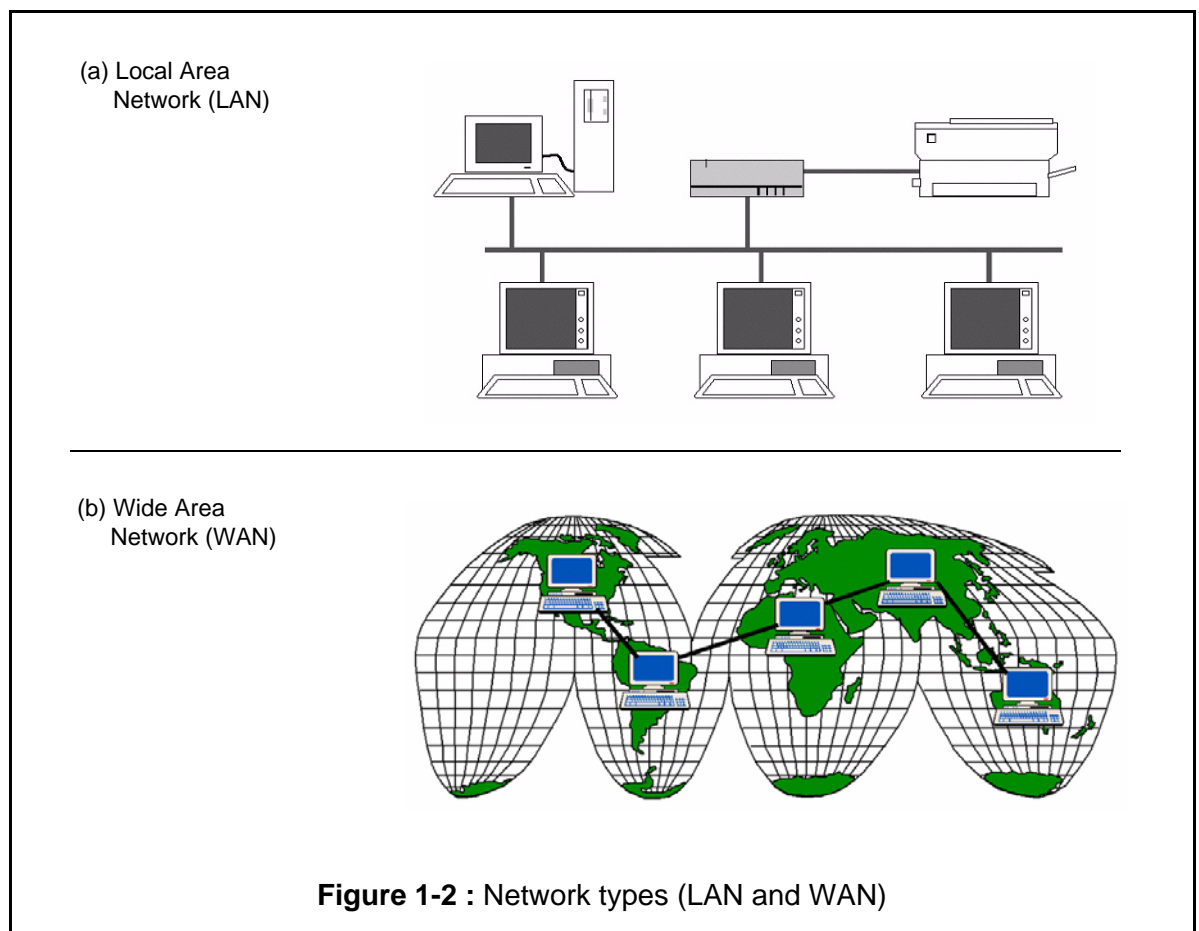 (a) Local Area
Network (LAN)
(b) Wide Area
Network (WAN)
Figure 1-2 : Network types (LAN and WAN)